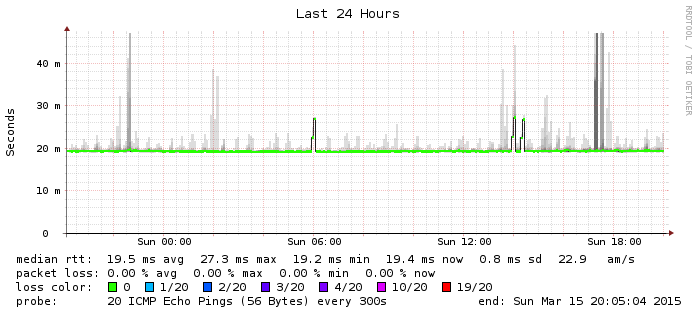 Last 24 Hours
RRDTOOL / TOBI OETIKER
Seconds
40 m
30 m
20 m
10 m
0
Sun 00:00 Sun 06:00 Sun 12:00 Sun 18:00
median rtt: 19.5 ms avg 27.3 ms max 19.2 ms min 19.4 ms now 0.8 ms sd 22.9 am/s
packet loss: 0.00 % avg 0.00 % max 0.00 % min 0.00 % now
loss color: 0 1/20 2/20 3/20 4/20 10/20 19/20
probe: 20 ICMP Echo Pings (56 Bytes) every 300s end: Sun Mar 15 20:05:04 2015